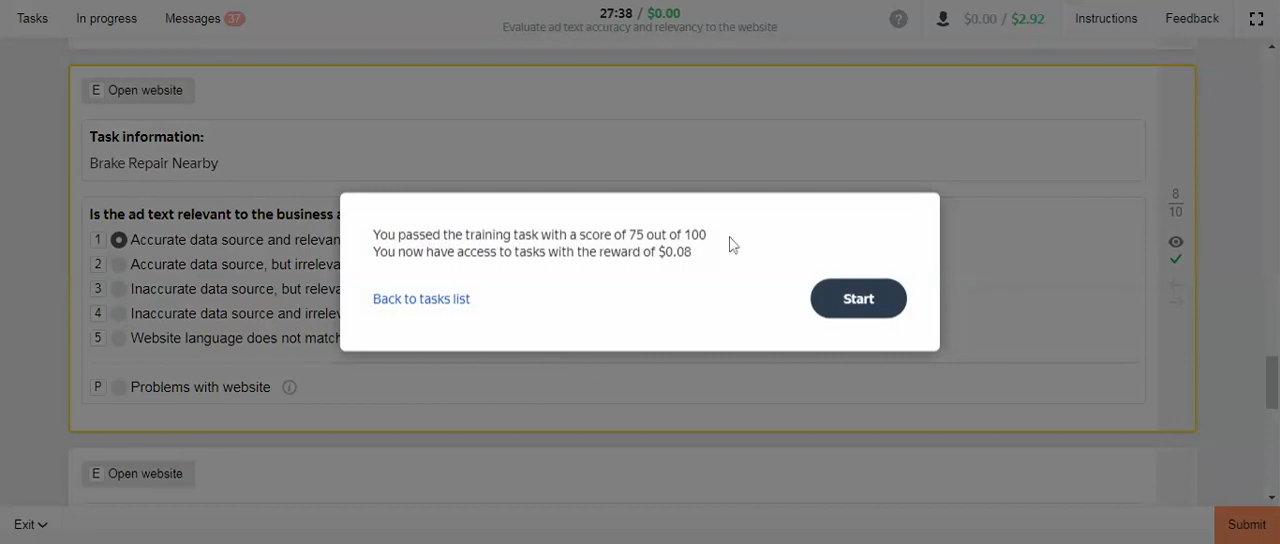 Tasks In progress Messages 37 27:38 / $0.00 ? $0.00 / $2.92 Instructions Feedback
Evaluate ad text accuracy and relevancy to the website
E Open website
Task information:
Brake Repair Nearby
8
10
Is the ad text relevant to the business
1 Accurate data source and relevan
2 Accurate data source, but irreleva
3 Inaccurate data source, but releva
4 Inaccurate data source and irrelev
5 Website language does not match
P Problems with website i
You passed the training task with a score of 75 out of 100
You now have access to tasks with the reward of $0.08
Back to tasks list Start
E Open website
Exit Submit